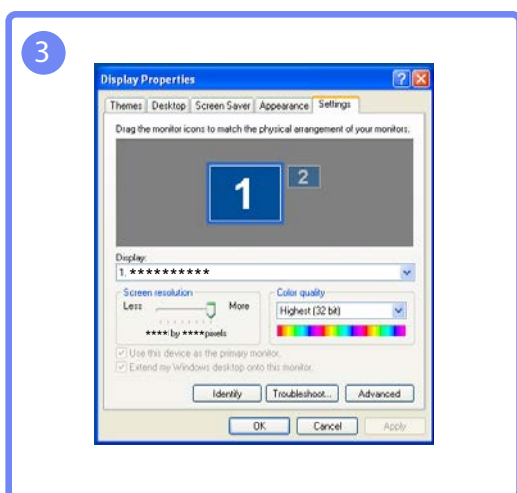 3
Display Properties
Themes Desktop Screen Saver Appearance Settings
Drag the monitor icons to match the physical arrangement of your monitors.
1 2
Display:
1. **********
Screen resolution
Less More
**** by **** pixels
Color quality
Highest (32 bit)
Use this device as the primary monitor.
Extend my Windows desktop onto this monitor.
Identify Troubleshoot... Advanced
OK Cancel Apply